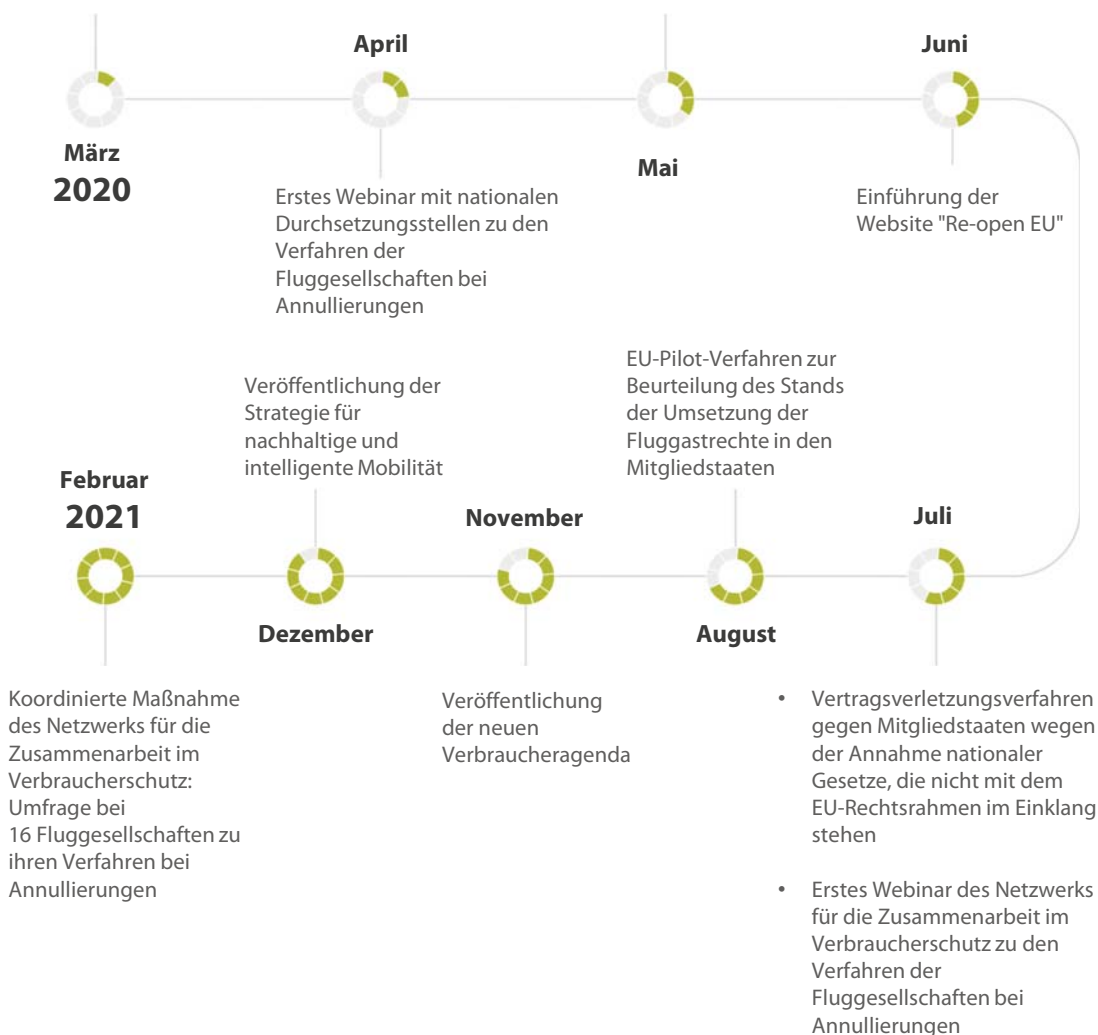 März
2020
April
Erstes Webinar mit nationalen
Durchsetzungsstellen zu den
Verfahren der
Fluggesellschaften bei
Annullierungen
Mai
Juni
Einführung der
Website "Re-open EU"
Juli
• Vertragsverletzungsverfahren
gegen Mitgliedstaaten wegen
der Annahme nationaler
Gesetze, die nicht mit dem
EU-Rechtsrahmen im Einklang
stehen
• Erstes Webinar des Netzwerks
für die Zusammenarbeit im
Verbraucherschutz zu den
Verfahren der
Fluggesellschaften bei
Annullierungen
EU-Pilot-Verfahren zur
Beurteilung des Stands
der Umsetzung der
Fluggastrechte in den
Mitgliedstaaten
August
November
Veröffentlichung
der neuen
Verbraucheragenda
Veröffentlichung der
Strategie für
nachhaltige und
intelligente Mobilität
Dezember
Februar
2021
Koordinierte Maßnahme
des Netzwerks für die
Zusammenarbeit im
Verbraucherschutz:
Umfrage bei
16 Fluggesellschaften zu
ihren Verfahren bei
Annullierungen